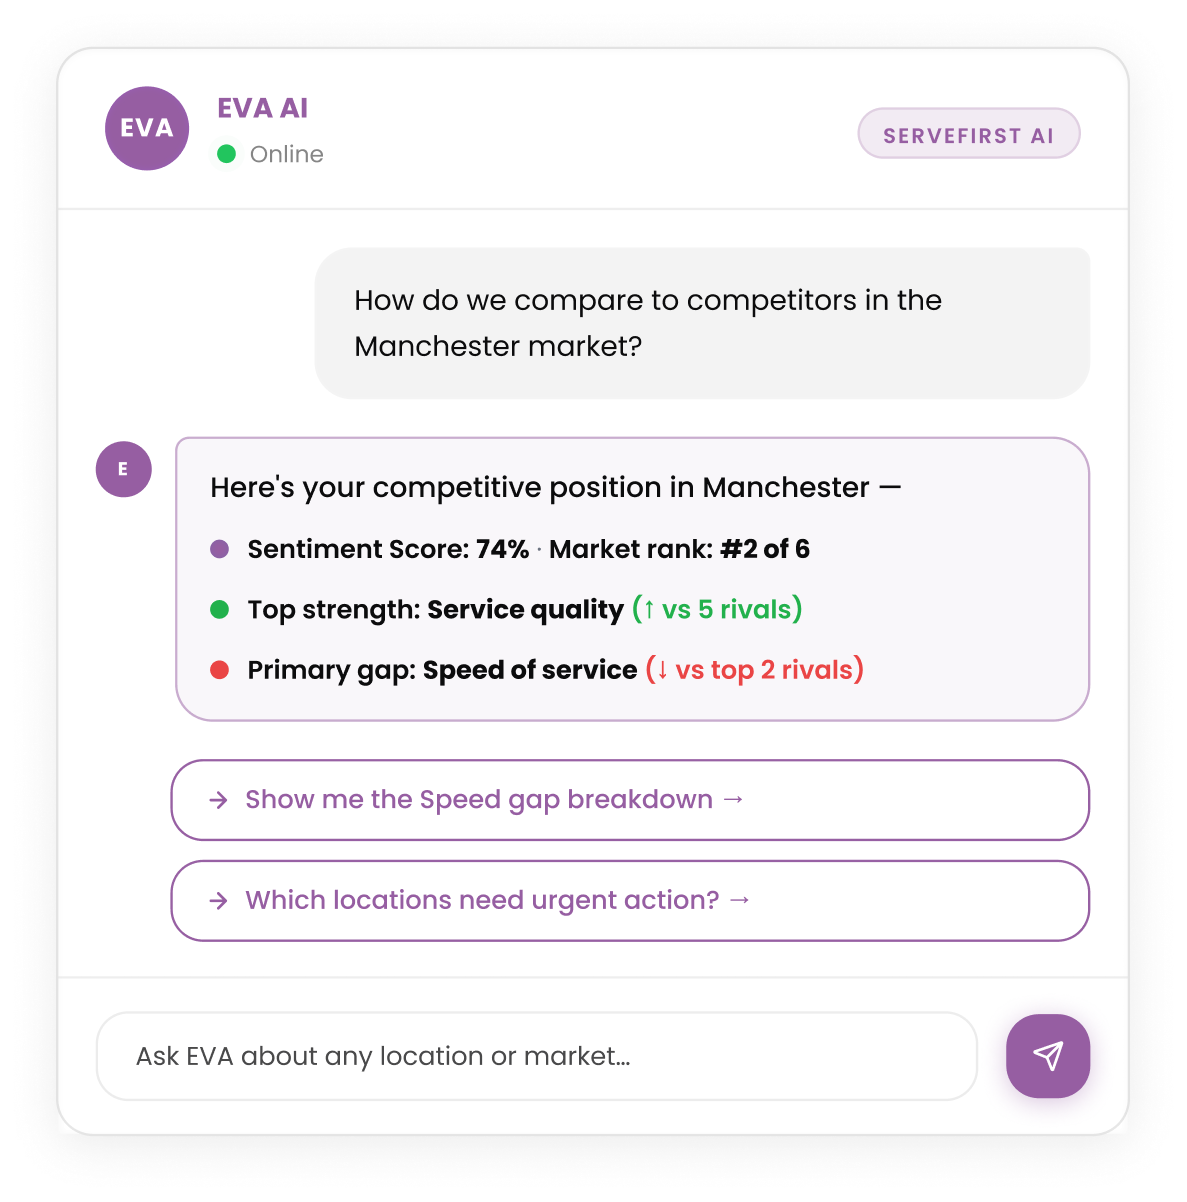 EVA
EVA AI
Online
SERVEFIRST AI
How do we compare to competitors in the
Manchester market?
E
Here's your competitive position in Manchester —
Sentiment Score: 74% · Market rank: #2 of 6
Top strength: Service quality (↑ vs 5 rivals)
Primary gap: Speed of service (↓ vs top 2 rivals)
→ Show me the Speed gap breakdown →
→ Which locations need urgent action? →
Ask EVA about any location or market...